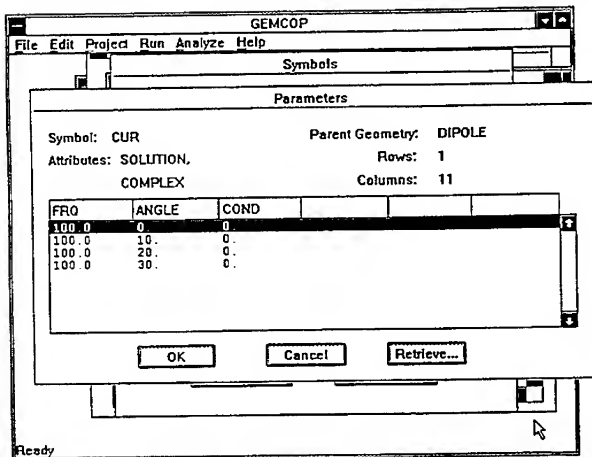 GEMCOP
File Edit Project Run Analyze Help
Symbols
Parameters
Symbol: CUR Parent Geometry: DIPOLE
Attributes: SOLUTION, Rows: 1
COMPLEX Columns: 11
FRQ ANGLE COND
100.0 0. 0.
100.0 10. 0.
100.0 20. 0.
100.0 30. 0.
OK Cancel Retrieve...
Ready